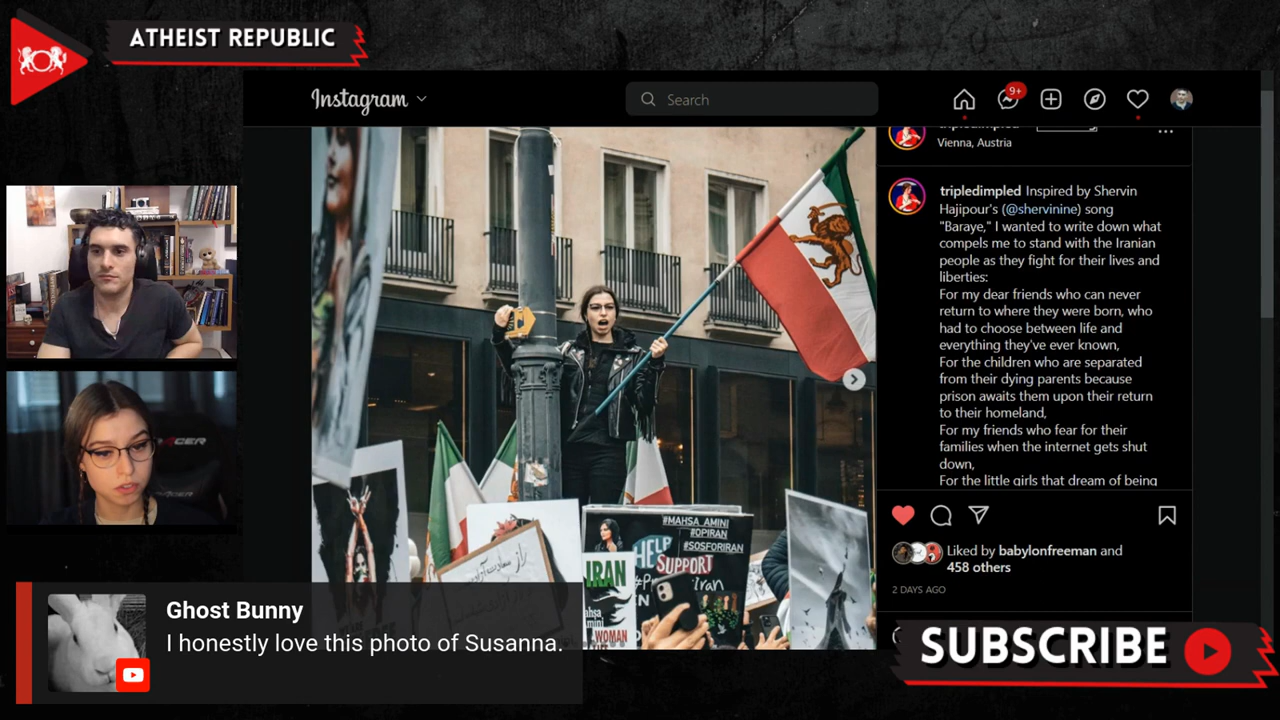 ATHEIST REPUBLIC
Instagram
Search
9+
Vienna, Austria
tripledimpled Inspired by Shervin
Hajipour's (@shervinine) song
"Baraye," I wanted to write down what
compels me to stand with the Iranian
people as they fight for their lives and
liberties:
For my dear friends who can never
return to where they were born, who
had to choose between life and
everything they've ever known,
For the children who are separated
from their dying parents because
prison awaits them upon their return
to their homeland,
For my friends who fear for their
families when the internet gets shut
down,
For the little girls that dream of being
Liked by babylonfreeman and
458 others
2 DAYS AGO
#MAHSA_AMINI
#OPIRAN
#SOSFORIRAN
HELP
SUPPORT
Iran
IRAN
WOMAN
Ghost Bunny
I honestly love this photo of Susanna.
SUBSCRIBE